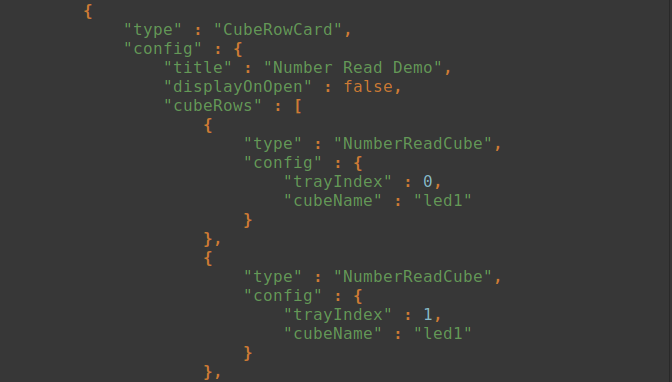 {
"type" : "CubeRowCard",
"config" : {
"title" : "Number Read Demo",
"displayOnOpen" : false,
"cubeRows" : [
{
"type" : "NumberReadCube",
"config" : {
"trayIndex" : 0,
"cubeName" : "led1"
}
},
{
"type" : "NumberReadCube",
"config" : {
"trayIndex" : 1,
"cubeName" : "led1"
}
},